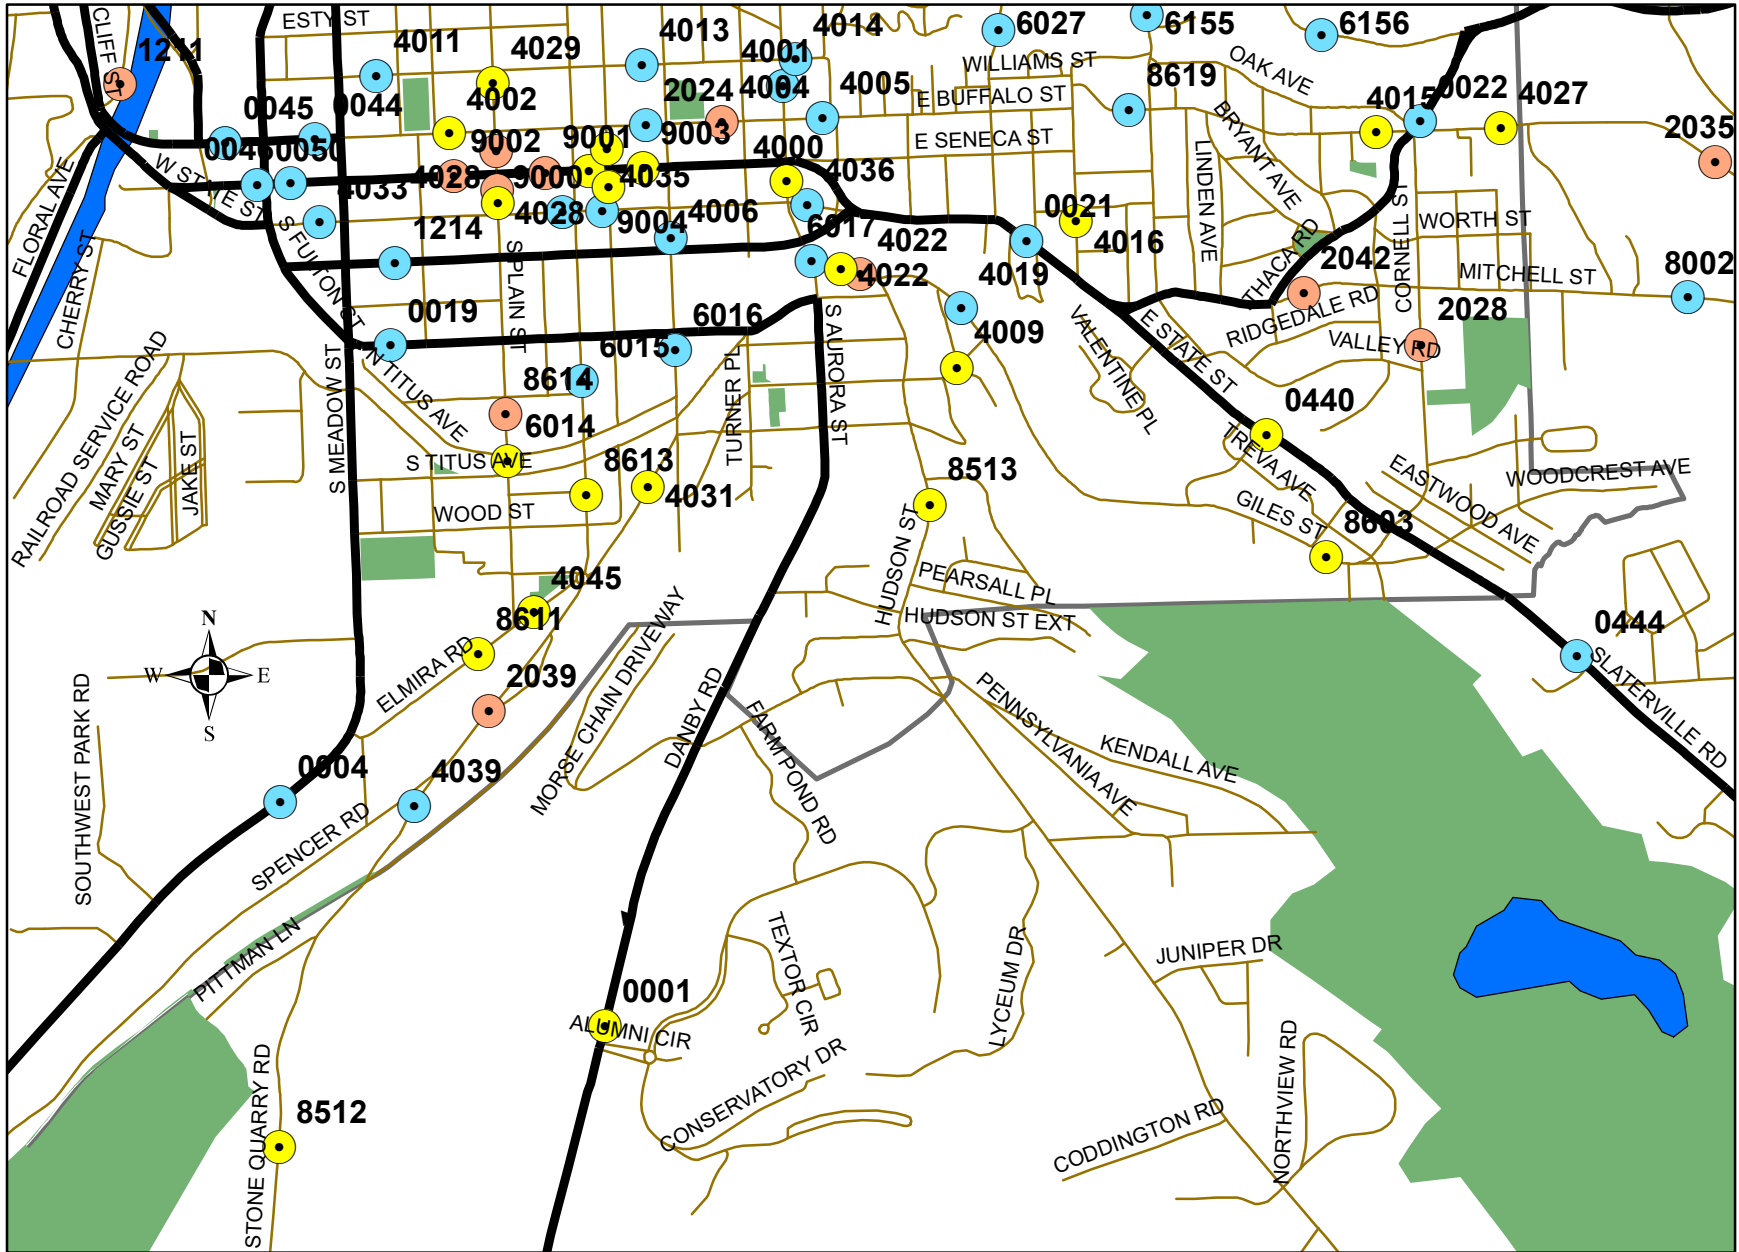 ESTY ST
CLIFF ST
1211
4011
4029
4013
4014
4001
6027
6155
6156
WILLIAMS ST
OAK AVE
8619
0045
0044
4002
2024
4004
4005
E BUFFALO ST
BRYANT AVE
4015
0022
4027
2035
0046
0050
9002
9001
9003
4000
E SENECA ST
LINDEN AVE
W STATE ST
4033
4028
9000
4035
4036
FLORAL AVE
CHERRY ST
S FULTON ST
1214
S PLAIN ST
4028
9004
4006
6017
4022
0021
4016
WORTH ST
CORNELL ST
ITHACA RD
2042
MITCHELL ST
8002
4022
4019
0019
6016
S AURORA ST
4009
VALENTINE PL
E STATE ST
RIDGEDALE RD
2028
VALLEY RD
6015
8614
TURNER PL
N TITUS AVE
S MEADOW ST
RAILROAD SERVICE ROAD
MARY ST
GUSSIE ST
JAKE ST
6014
S TITUS AVE
8613
4031
WOOD ST
0440
TREVA AVE
8513
GILES ST
8603
EASTWOOD AVE
WOODCREST AVE
HUDSON ST
PEARSALL PL
HUDSON ST EXT
4045
8611
N
W
E
S
ELMIRA RD
2039
MORSE CHAIN DRIVEWAY
DANBY RD
0444
SLATERVILLE RD
SOUTHWEST PARK RD
0004
4039
SPENCER RD
FARM POND RD
PENNSYLVANIA AVE
KENDALL AVE
PITTMAN LN
TEXTOR CIR
LYCEUM DR
JUNIPER DR
0001
ALUMNI CIR
CONSERVATORY DR
STONE QUARRY RD
8512
CODDINGTON RD
NORTHVIEW RD